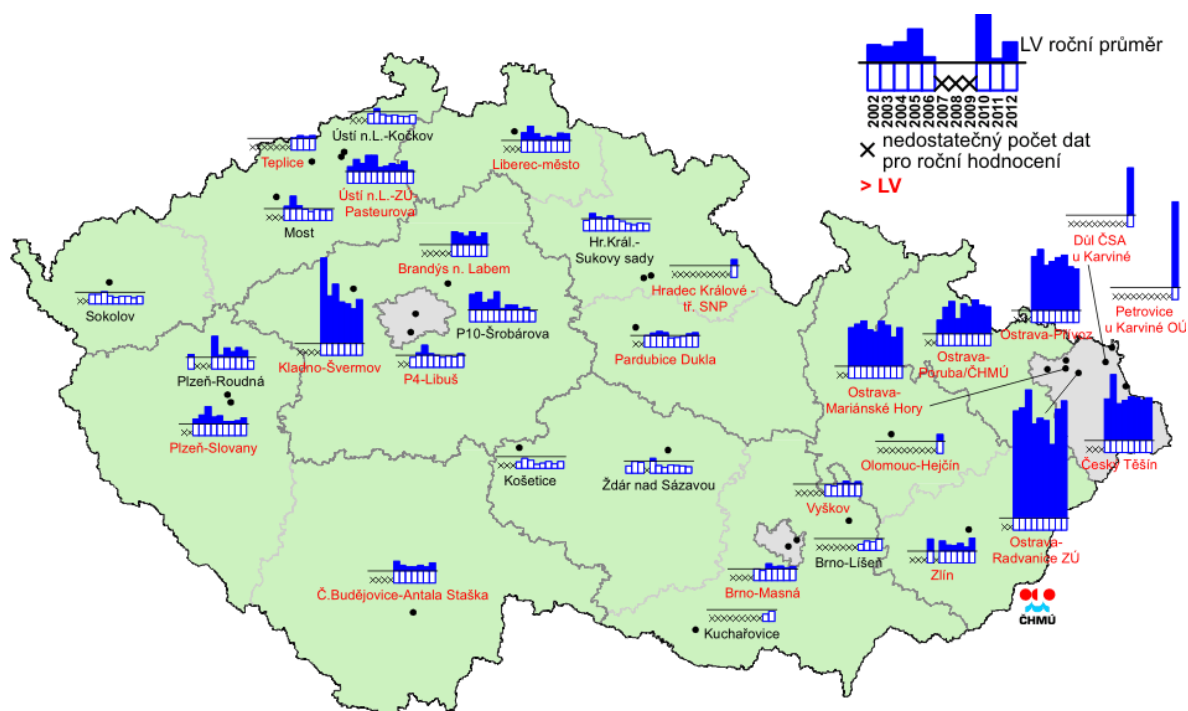 LV roční průměr
2002
2003
2004
2005
2006
2007
2008
2009
2010
2011
2012
nedostatečný počet dat
pro roční hodnocení
> LV
Ústí n.L.-Kočkov
Teplice
Liberec-město
Ústí n.L.-ZÚ-
Pasteurova
Most
Hr.Král.-
Sukovy sady
Důl ČSA
u Karviné
Brandýs n. Labem
Hradec Králové -
tř. SNP
Petrovice
u Karviné OÚ
Sokolov
P10-Šrobárova
Ostrava-Přívoz
Kladno-Švermov
Plzeň-Roudná
P4-Libuš
Pardubice Dukla
Ostrava-
Poruba/ČHMÚ
Ostrava-
Mariánské Hory
Plzeň-Slovany
Košetice
Ždár nad Sázavou
Olomouc-Hejčín
Český Těšín
Vyškov
Brno-Líšeň
Zlín
Ostrava-
Radvanice ZÚ
Č.Budějovice-Antala Staška
Brno-Masná
Kuchařovice
ČHMÚ